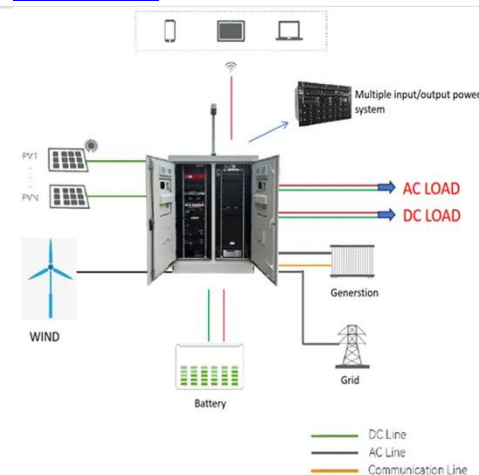 Multiple input/output power
system
PV1
PVN
AC LOAD
DC LOAD
WIND
Generstion
Grid
Battery
DC Line
AC Line
Communication Line